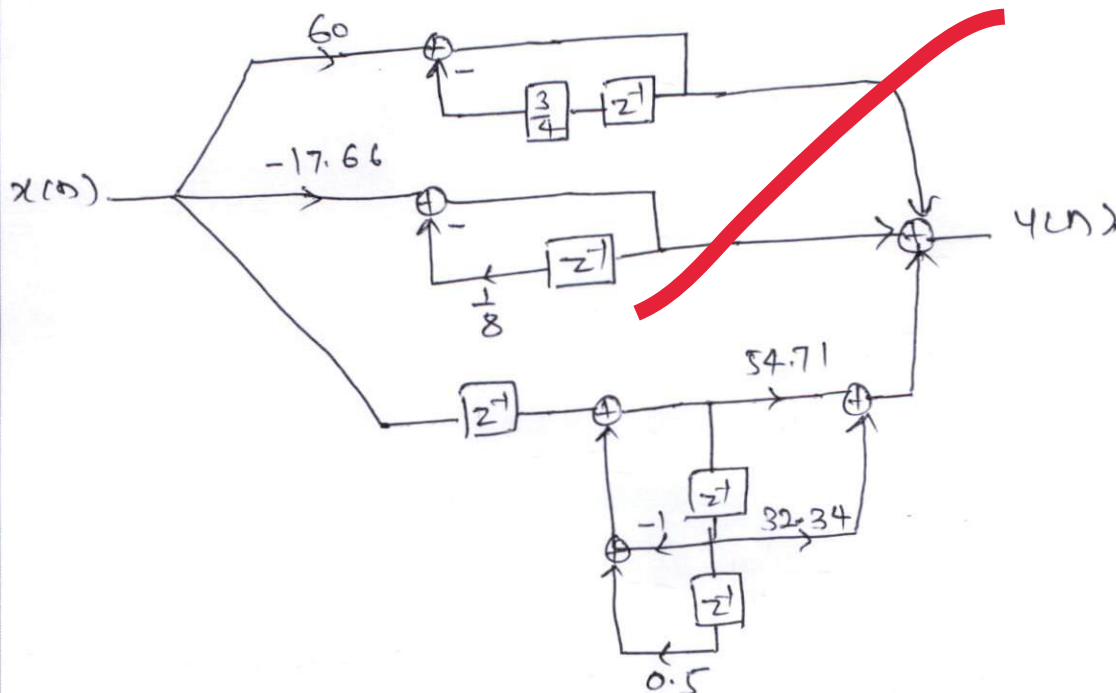 60
+
-
3/4
z⁻¹
-17.66
x(n)
+
-
z⁻¹
1/8
+
y(n)
54.71
z⁻¹
+
+
z⁻¹
-1
32.34
+
z⁻¹
0.5